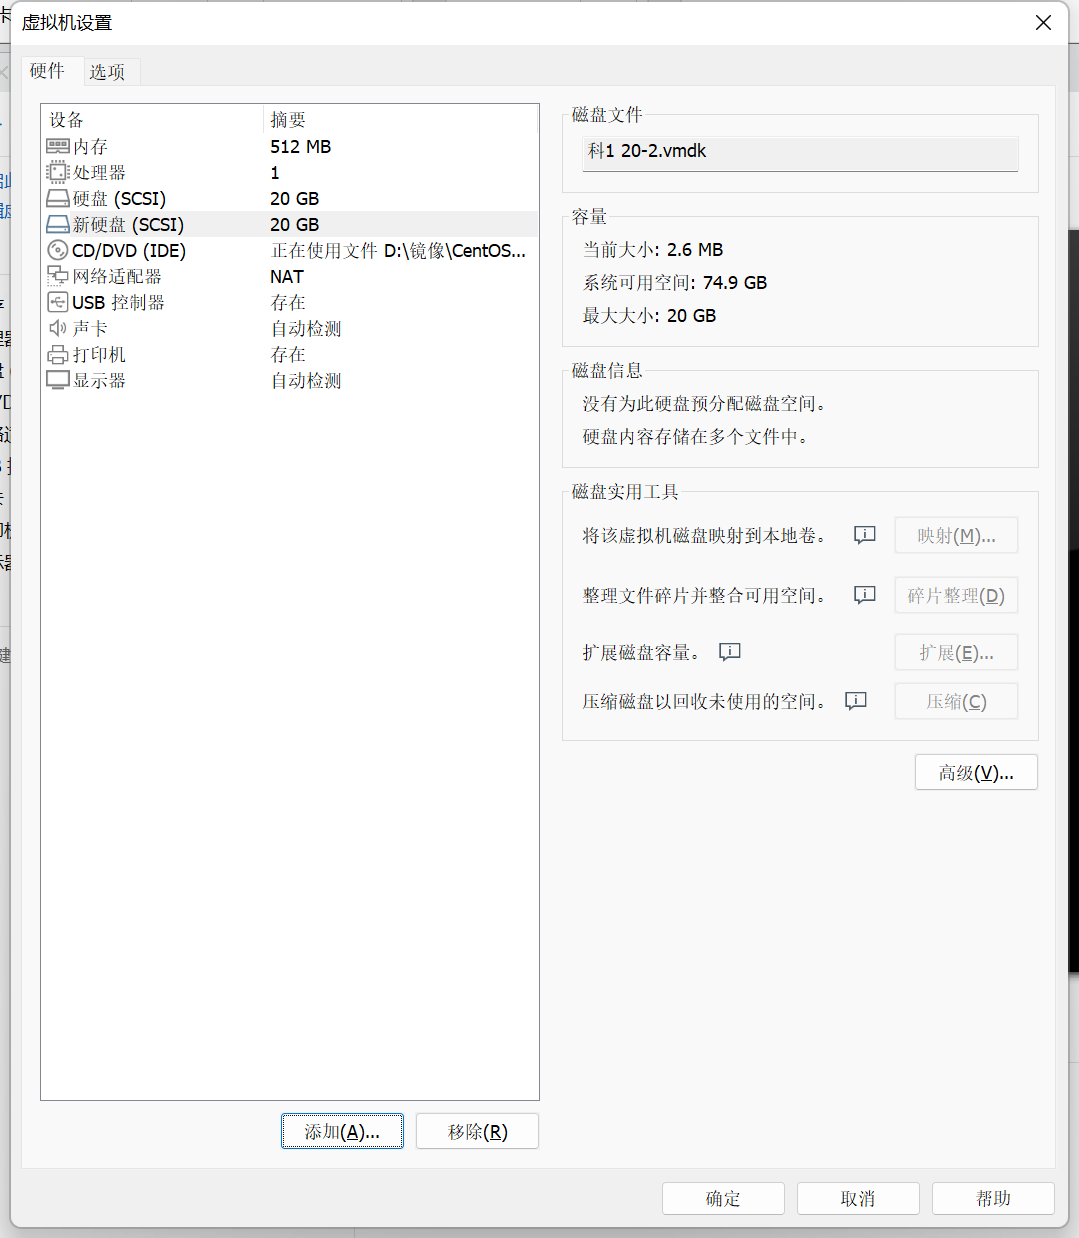 虚拟机设置
硬件 选项
设备 摘要
内存 512 MB
处理器 1
硬盘 (SCSI) 20 GB
新硬盘 (SCSI) 20 GB
CD/DVD (IDE) 正在使用文件 D:\镜像\CentOS...
网络适配器 NAT
USB 控制器 存在
声卡 自动检测
打印机 存在
显示器 自动检测
添加(A)... 移除(R)
磁盘文件
科1 20-2.vmdk
容量
当前大小: 2.6 MB
系统可用空间: 74.9 GB
最大大小: 20 GB
磁盘信息
没有为此硬盘预分配磁盘空间。
硬盘内容存储在多个文件中。
磁盘实用工具
将该虚拟机磁盘映射到本地卷。 映射(M)...
整理文件碎片并整合可用空间。 碎片整理(D)
扩展磁盘容量。 扩展(E)...
压缩磁盘以回收未使用的空间。 压缩(C)
高级(V)...
确定 取消 帮助